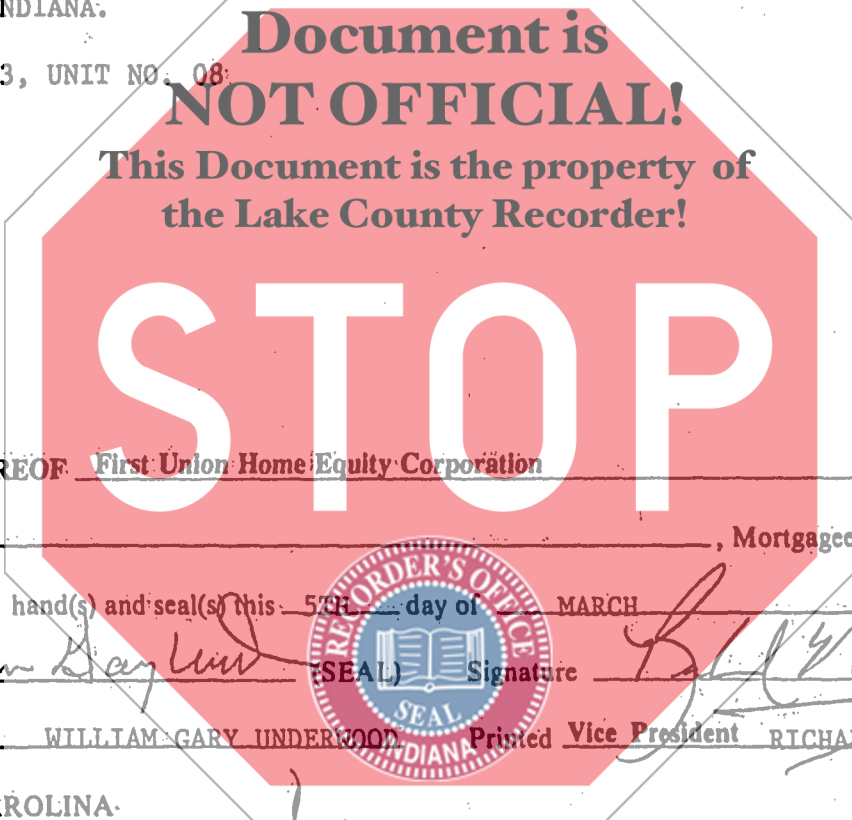 NDIANA.
Document is
3, UNIT NO. 08
NOT OFFICIAL!
This Document is the property of
the Lake County Recorder!
STOP
REOF First Union Home Equity Corporation
, Mortgagee
hand(s) and seal(s) this 5TH day of MARCH
(SEAL) Signature
WILLIAM GARY UNDERWOOD Printed Vice President RICHA
ROLINA
RECORDER'S OFFICE
SEAL
INDIANA